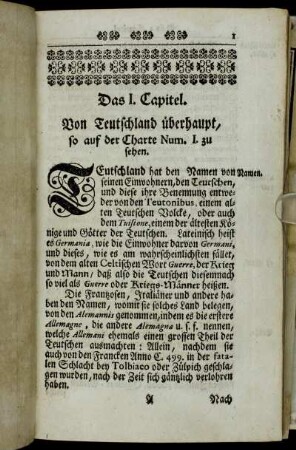 1
Das I. Capitel.
Von Teutschland überhaupt,
so auf der Charte Num. I. zu
sehen.
TEutschland hat den Namen von Namen.
seinen Einwohnern, den Teutschen,
und diese ihre Benennung entwe-
der von den Teutonibus, einem al-
ten Teutschen Volcke, oder auch
dem Tuistone, einem der ältesten Kö-
nige und Götter der Teutschen. Lateinisch heist
es Germania, wie die Einwohner darvon Germani,
und dieses, wie es am wahrscheinlichsten fället,
von dem alten Celtischen Wort Guerre, der Krieg
und Mann / daß also die Teutschen diesemnach
so viel als Guerre oder Kriegs-Männer heißen.
Die Frantzosen, Italiäner und andere ha-
ben den Namen, womit sie solches Land belegen,
von den Alemannis genommen, indem es die erstere
Allemagne, die andere Alemagna u. s. f. nennen,
welche Allemani ehemals einen grossen Theil der
Teutschen ausmachten: Allein, nachdem sie
auch von den Francken Anno C. 499. in der fata-
len Schlacht bey Tolbiaco oder Zülpich geschla-
gen wurden, nach der Zeit sich gäntzlich verlohren
haben.
A Nach